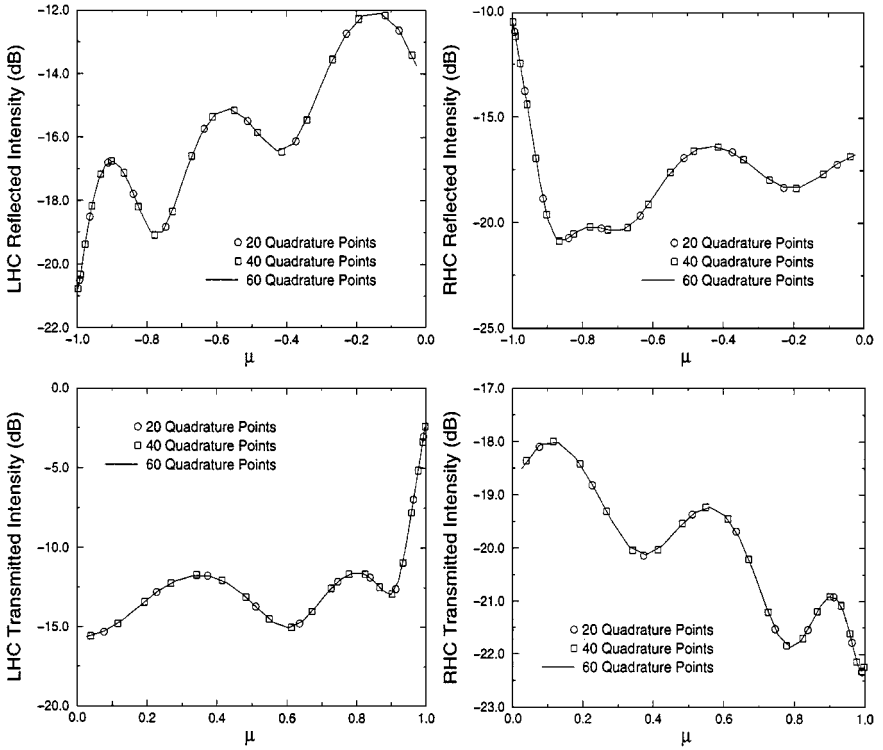 LHC Reflected Intensity (dB)
-12.0
-14.0
-16.0
-18.0
-20.0
-22.0
20 Quadrature Points
40 Quadrature Points
60 Quadrature Points
-1.0 -0.8 -0.6 -0.4 -0.2 0.0
μ
RHC Reflected Intensity (dB)
-10.0
-15.0
-20.0
-25.0
20 Quadrature Points
40 Quadrature Points
60 Quadrature Points
-1.0 -0.8 -0.6 -0.4 -0.2 0.0
μ
LHC Transmitted Intensity (dB)
0.0
-5.0
-10.0
-15.0
-20.0
20 Quadrature Points
40 Quadrature Points
60 Quadrature Points
0.0 0.2 0.4 0.6 0.8 1.0
μ
RHC Transmitted Intensity (dB)
-17.0
-18.0
-19.0
-20.0
-21.0
-22.0
-23.0
20 Quadrature Points
40 Quadrature Points
60 Quadrature Points
0.0 0.2 0.4 0.6 0.8 1.0
μ